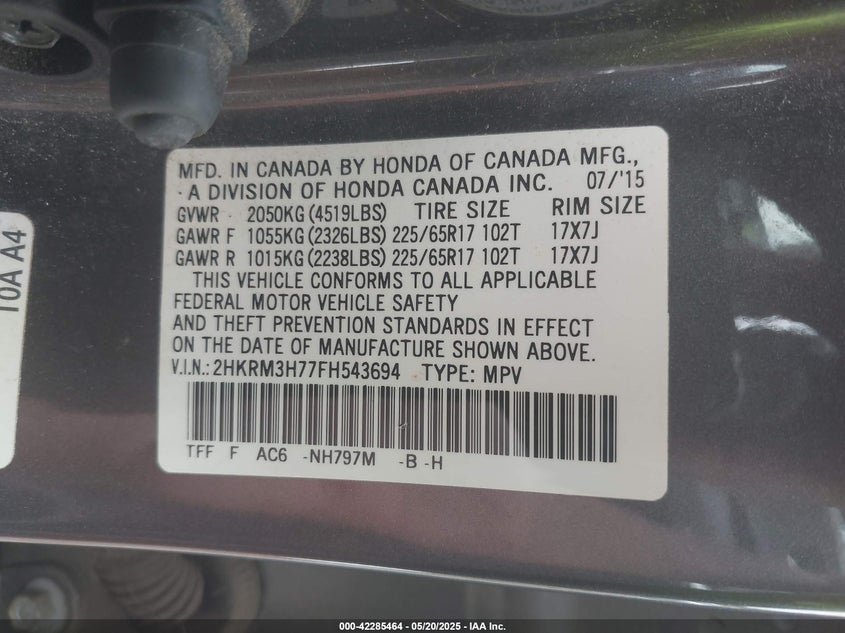 MFD. IN CANADA BY HONDA OF CANADA MFG.,
A DIVISION OF HONDA CANADA INC. 07/'15
GVWR 2050KG (4519LBS) TIRE SIZE RIM SIZE
GAWR F 1055KG (2326LBS) 225/65R17 102T 17X7J
GAWR R 1015KG (2238LBS) 225/65R17 102T 17X7J
THIS VEHICLE CONFORMS TO ALL APPLICABLE
FEDERAL MOTOR VEHICLE SAFETY
AND THEFT PREVENTION STANDARDS IN EFFECT
ON THE DATE OF MANUFACTURE SHOWN ABOVE.
V.I.N.: 2HKRM3H77FH543694 TYPE: MPV
TFF F AC6 -NH797M -B -H
10A A4
000-42285464 - 05/20/2025 - IAA Inc.